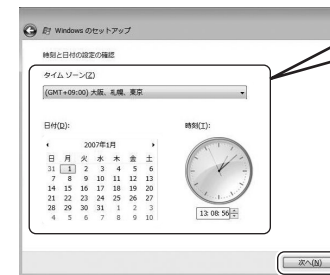 Windows のセットアップ
時刻と日付の設定の確認
タイム ゾーン(Z)
(GMT+09:00) 大阪、札幌、東京
日付(D):
時刻(T):
2007年1月
日 月 火 水 木 金 土
31 1 2 3 4 5 6
7 8 9 10 11 12 13
14 15 16 17 18 19 20
21 22 23 24 25 26 27
28 29 30 31 1 2 3
4 5 6 7 8 9 10
13:08:56
次へ(N)